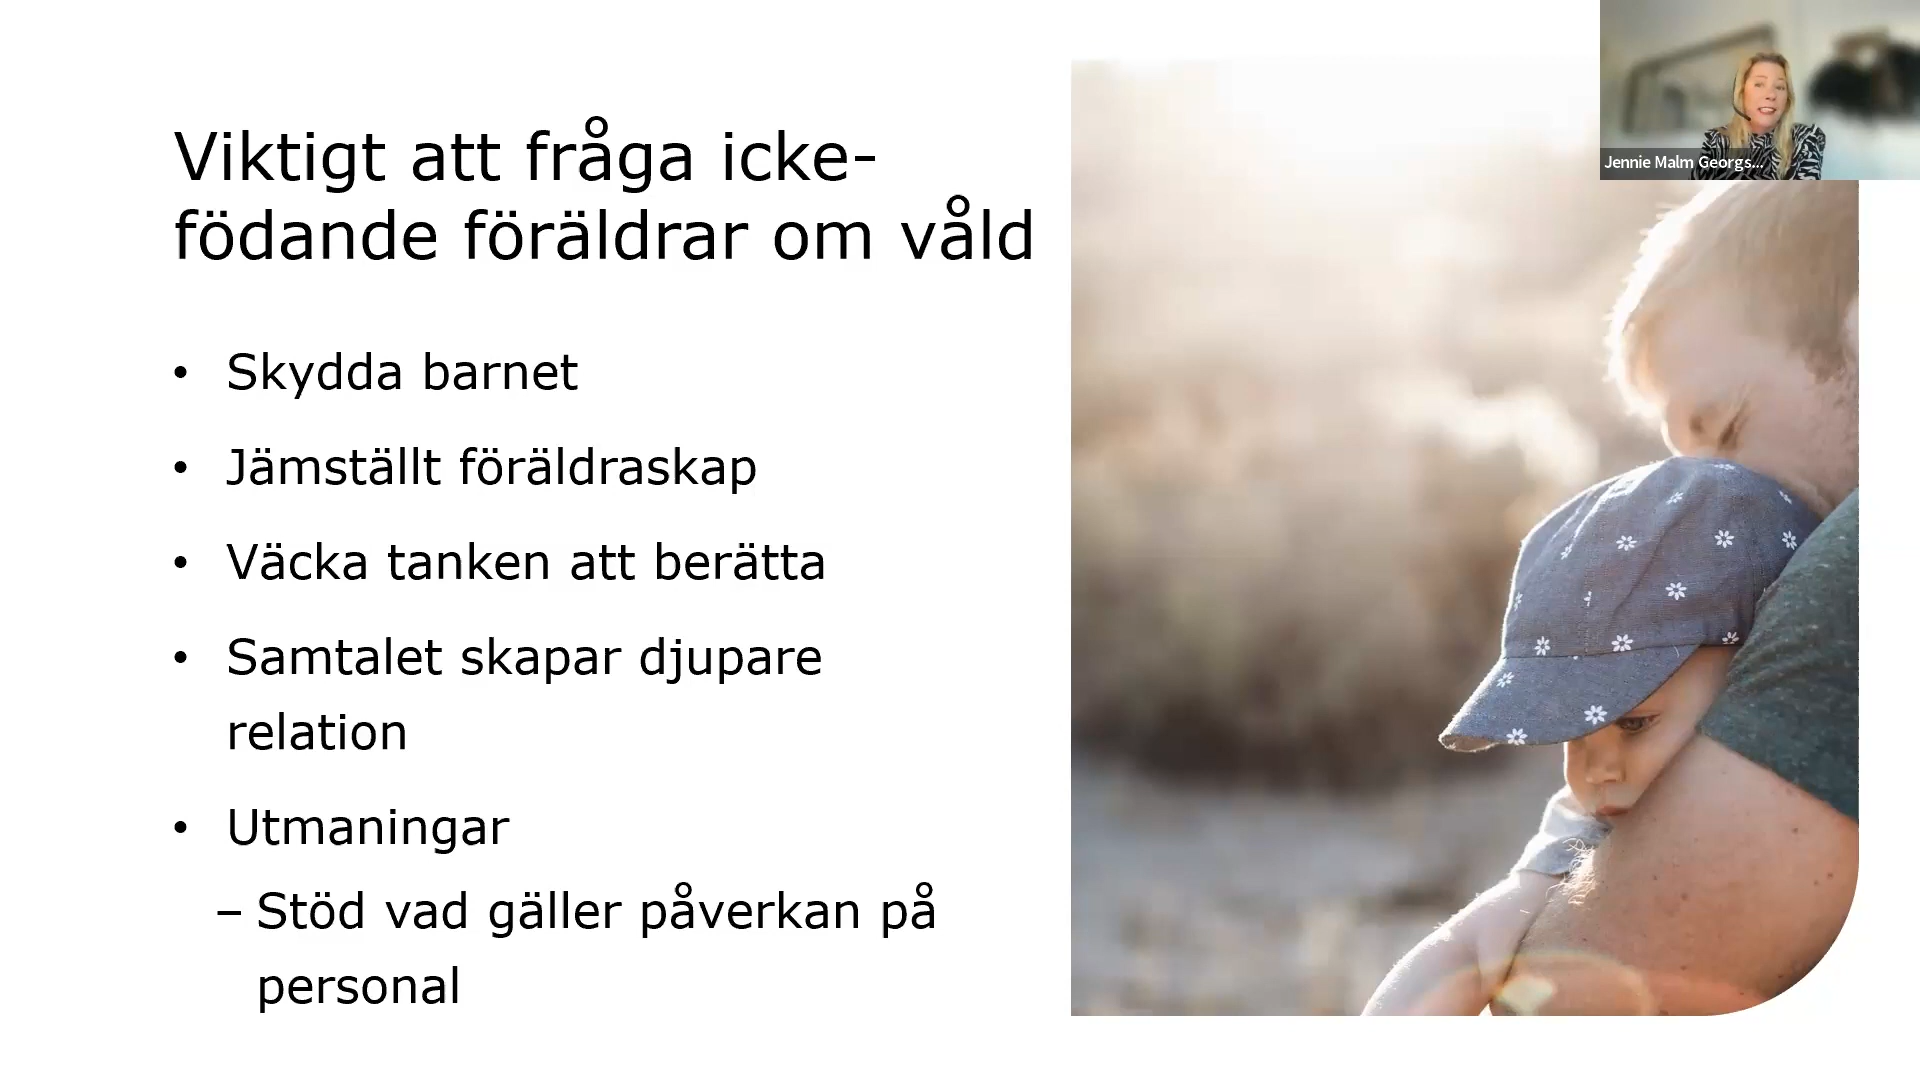 Viktigt att fråga icke-
födande föräldrar om våld
• Skydda barnet
• Jämställt föräldraskap
• Väcka tanken att berätta
• Samtalet skapar djupare
relation
• Utmaningar
– Stöd vad gäller påverkan på
personal
Jennie Malm Georgs...